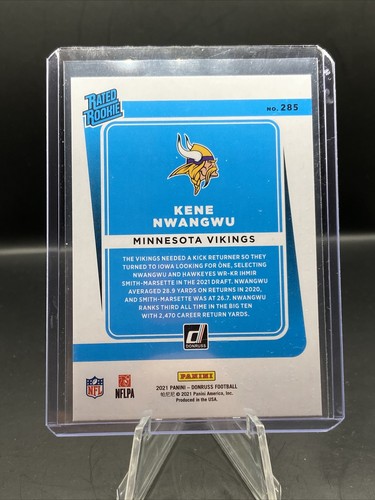 RATED
ROOKIE
NO. 285
KENE
NWANGWU
MINNESOTA VIKINGS
THE VIKINGS NEEDED A KICK RETURNER SO THEY
TURNED TO IOWA LOOKING FOR ONE, SELECTING
NWANGWU AND HAWKEYES WR-KR IHMIR
SMITH-MARSETTE IN THE 2021 DRAFT. NWANGWU
AVERAGED 28.9 YARDS ON RETURNS IN 2020,
AND SMITH-MARSETTE WAS AT 26.7. NWANGWU
RANKS THIRD ALL TIME IN THE BIG TEN
WITH 2,470 CAREER RETURN YARDS.
DONRUSS
PANINI
NFL
NFLPA
2021 PANINI – DONRUSS FOOTBALL
© 2021 Panini America, Inc.
Produced in the USA.